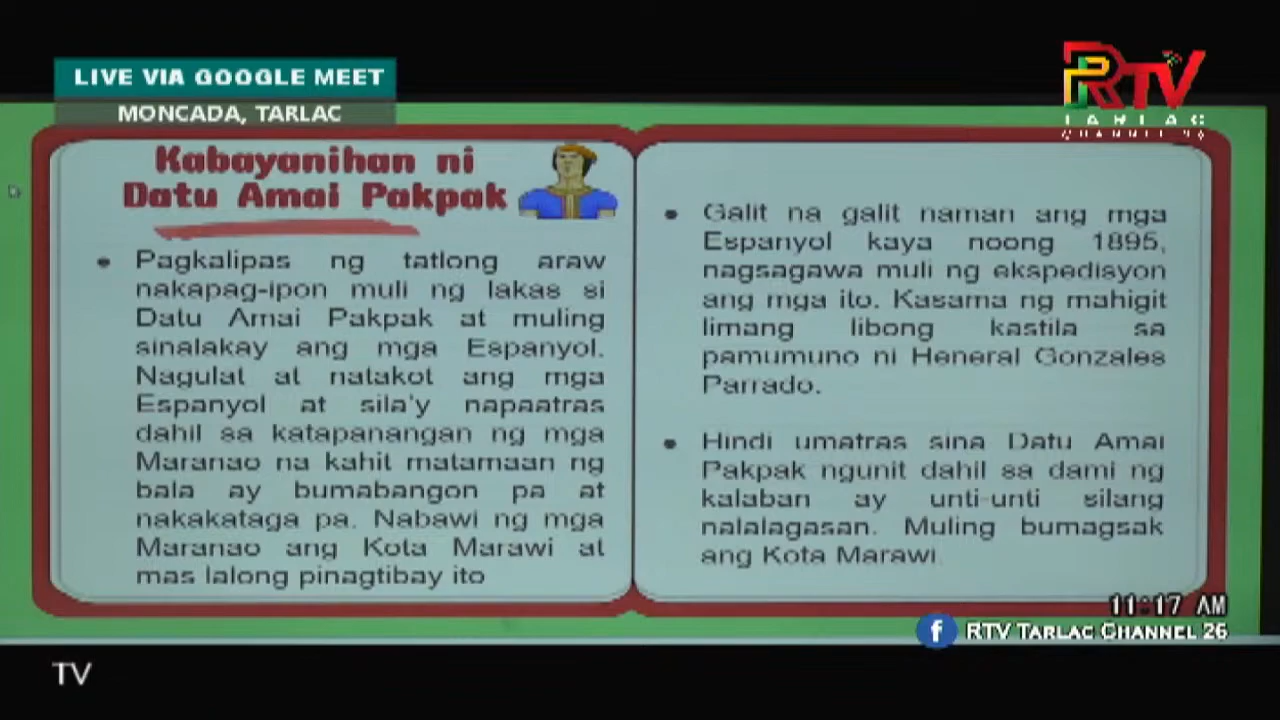 LIVE VIA GOOGLE MEET
MONCADA, TARLAC
RTV
TARLAC
CHANNEL 26
Kabayanihan ni
Datu Amai Pakpak
• Pagkalipas ng tatlong araw
nakapag-ipon muli ng lakas si
Datu Amai Pakpak at muling
sinalakay ang mga Espanyol.
Nagulat at natakot ang mga
Espanyol at sila'y napaatras
dahil sa katapanangan ng mga
Maranao na kahit matamaan ng
bala ay bumabangon pa at
nakakataga pa. Nabawi ng mga
Maranao ang Kota Marawi at
mas lalong pinagtibay ito
• Galit na galit naman ang mga
Espanyol kaya noong 1895,
nagsagawa muli ng ekspedisyon
ang mga ito. Kasama ng mahigit
limang libong kastila sa
pamumuno ni Heneral Gonzales
Parrado.
• Hindi umatras sina Datu Amai
Pakpak ngunit dahil sa dami ng
kalaban ay unti-unti silang
nalalagasan. Muling bumagsak
ang Kota Marawi.
11:17 AM
f RTV TARLAC CHANNEL 26
TV